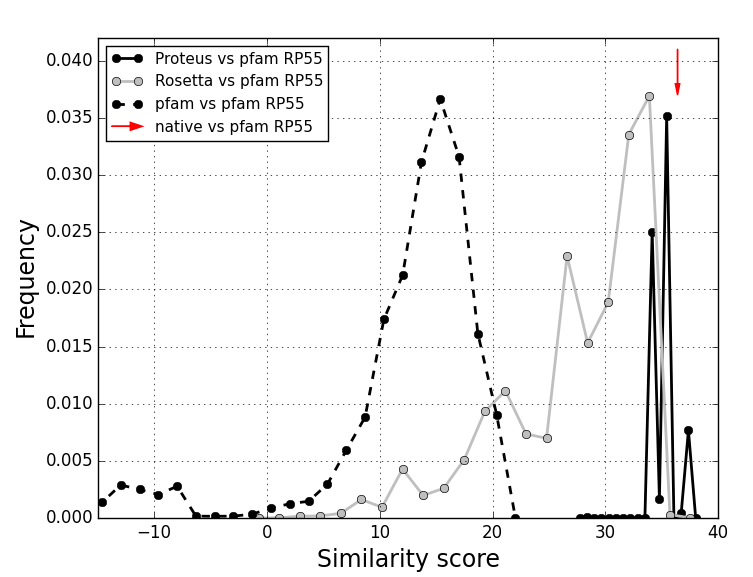 Proteus vs pfam RP55
Rosetta vs pfam RP55
pfam vs pfam RP55
native vs pfam RP55
0.040
0.035
0.030
0.025
0.020
0.015
0.010
0.005
0.000
Frequency
−10 0 10 20 30 40
Similarity score